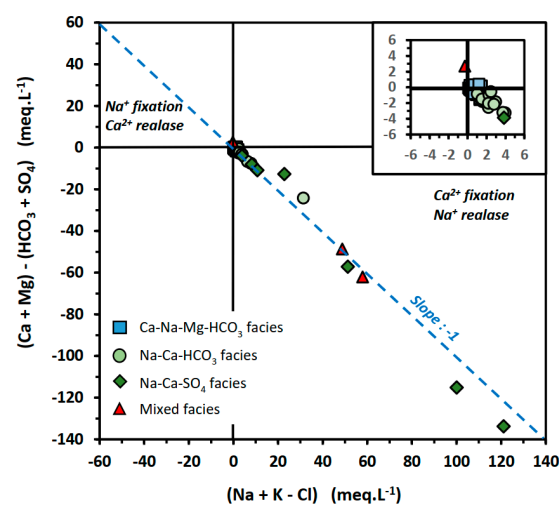 60
40
20
0
-20
-40
-60
-80
-100
-120
-140
(Ca + Mg) - (HCO₃ + SO₄) (meq.L⁻¹)
Na⁺ fixation
Ca²⁺ realase
6
4
2
0
-2
-4
-6
-6 -4 -2 0 2 4 6
Ca²⁺ fixation
Na⁺ realase
Slope : -1
Ca-Na-Mg-HCO₃ facies
Na-Ca-HCO₃ facies
Na-Ca-SO₄ facies
Mixed facies
-60 -40 -20 0 20 40 60 80 100 120 140
(Na + K - Cl) (meq.L⁻¹)